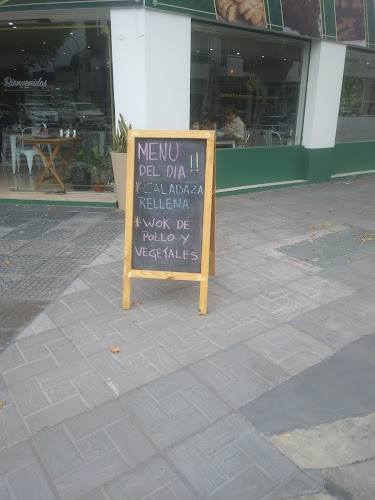 Bienvenidos
MENU !!
DEL DIA
*CALABAZA
RELLENA
*WOK DE
POLLO Y
VEGETALES